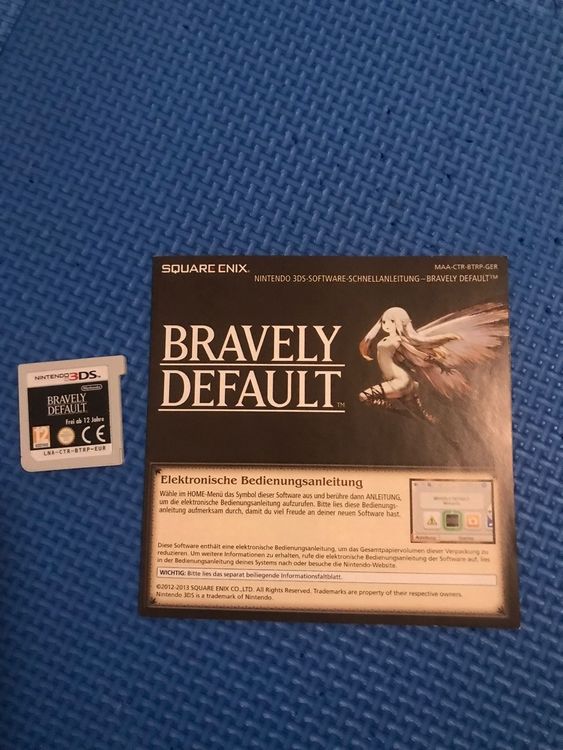 NINTENDO 3DS™
Nintendo
BRAVELY
DEFAULT
Frei ab 12 Jahre
12
CE
LNA-CTR-BTRP-EUR
SQUARE ENIX.
MAA-CTR-BTRP-GER
NINTENDO 3DS-SOFTWARE-SCHNELLANLEITUNG–BRAVELY DEFAULT™
BRAVELY
DEFAULT™
Elektronische Bedienungsanleitung
Wähle im HOME-Menü das Symbol dieser Software aus und berühre dann ANLEITUNG,
um die elektronische Bedienungsanleitung aufzurufen. Bitte lies diese Bedienungs-
anleitung aufmerksam durch, damit du viel Freude an deiner neuen Software hast.
Diese Software enthält eine elektronische Bedienungsanleitung, um das Gesamtpapiervolumen dieser Verpackung zu
reduzieren. Um weitere Informationen zu erhalten, rufe die elektronische Bedienungsanleitung der Software auf, lies
in der Bedienungsanleitung deines Systems nach oder besuche die Nintendo-Website.
WICHTIG: Bitte lies das separat beiliegende Informationsfaltblatt.
©2012-2013 SQUARE ENIX CO.,LTD. All Rights Reserved. Trademarks are property of their respective owners.
Nintendo 3DS is a trademark of Nintendo.